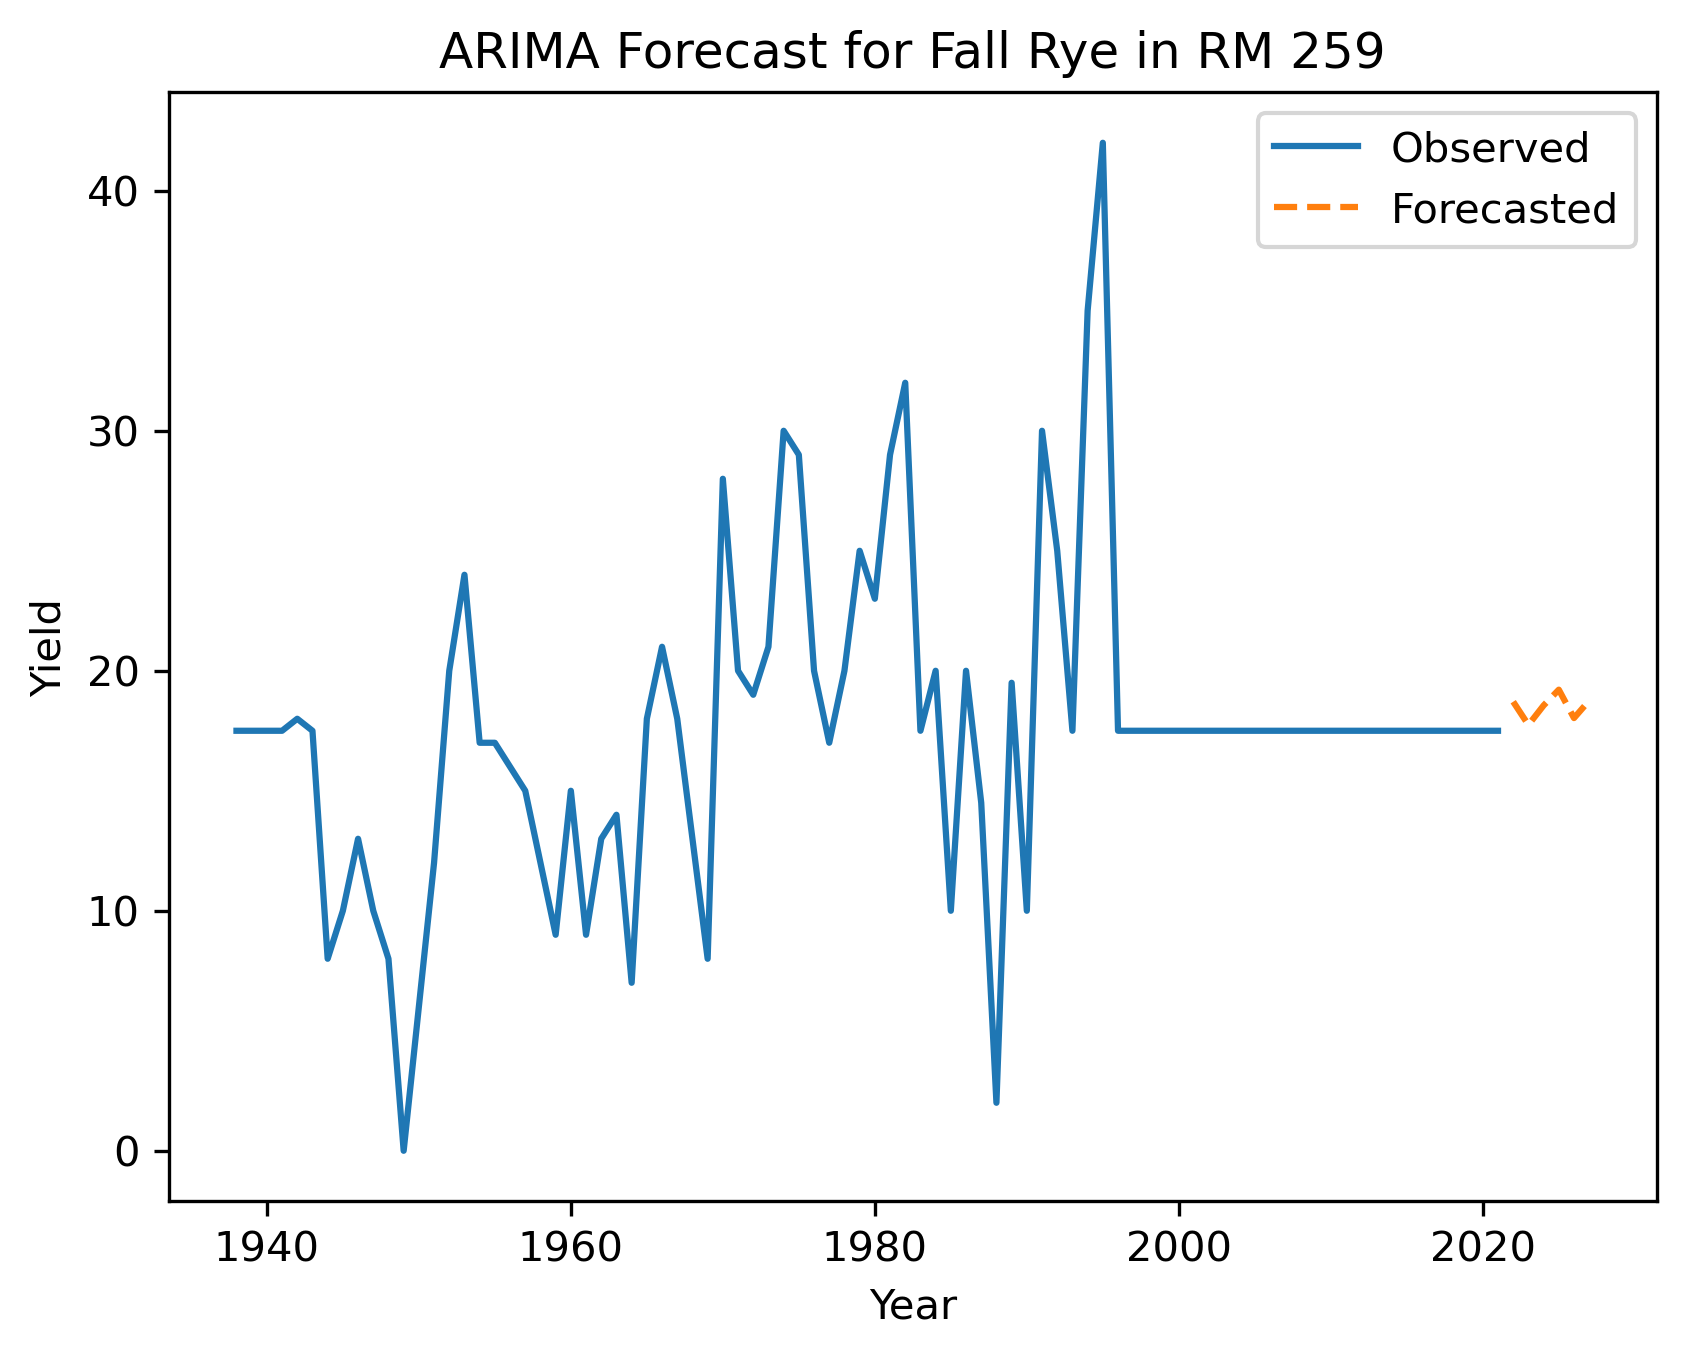 ARIMA Forecast for Fall Rye in RM 259
Observed
Forecasted
40
30
20
10
0
Yield
1940 1960 1980 2000 2020
Year